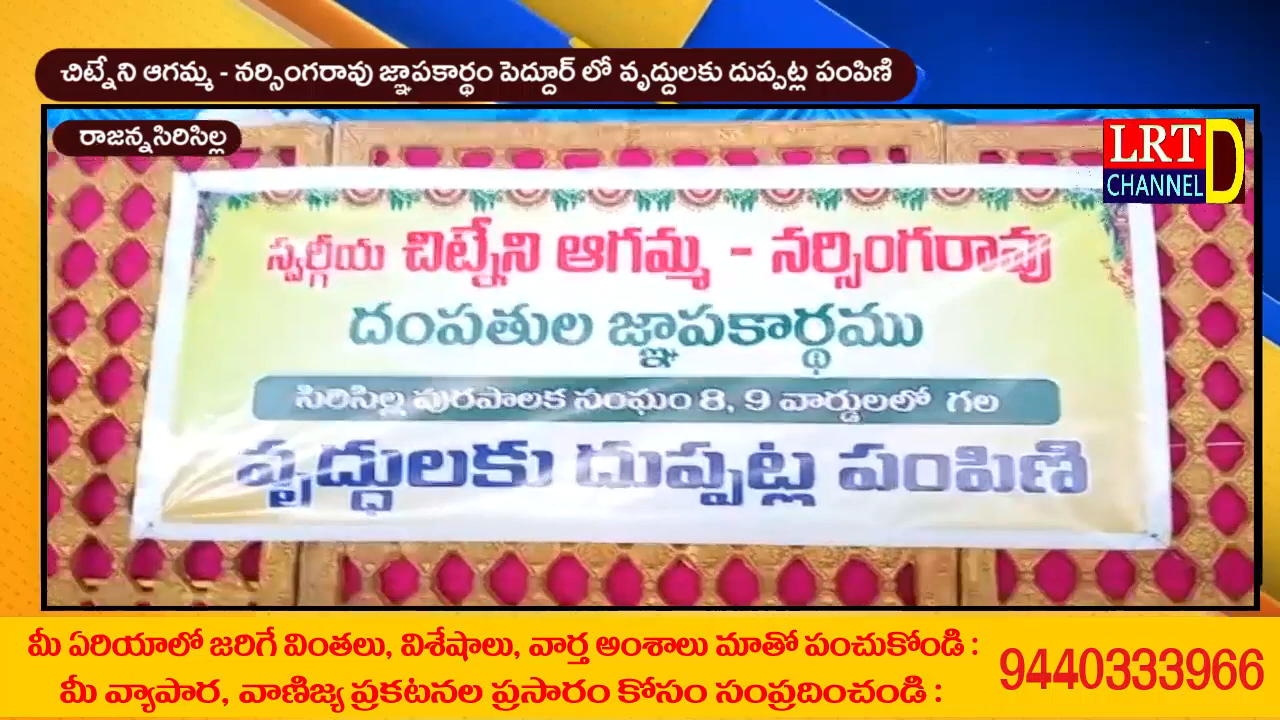 చిట్నేని ఆగమ్మ - నర్సింగరావు జ్ఞాపకార్థం పెద్దూర్ లో వృద్దులకు దుప్పట్ల పంపిణి
రాజన్నసిరిసిల్ల
LRT D
CHANNEL
స్వర్గీయ చిట్నేని ఆగమ్మ - నర్సింగరావు
దంపతుల జ్ఞాపకార్థము
సిరిసిల్ల పురపాలక సంఘం 8, 9 వార్డులలో గల
వృద్ధులకు దుప్పట్ల పంపిణి
మీ ఏరియాలో జరిగే వింతలు, విశేషాలు, వార్త అంశాలు మాతో పంచుకోండి :
మీ వ్యాపార, వాణిజ్య ప్రకటనల ప్రసారం కోసం సంప్రదించండి :
9440333966